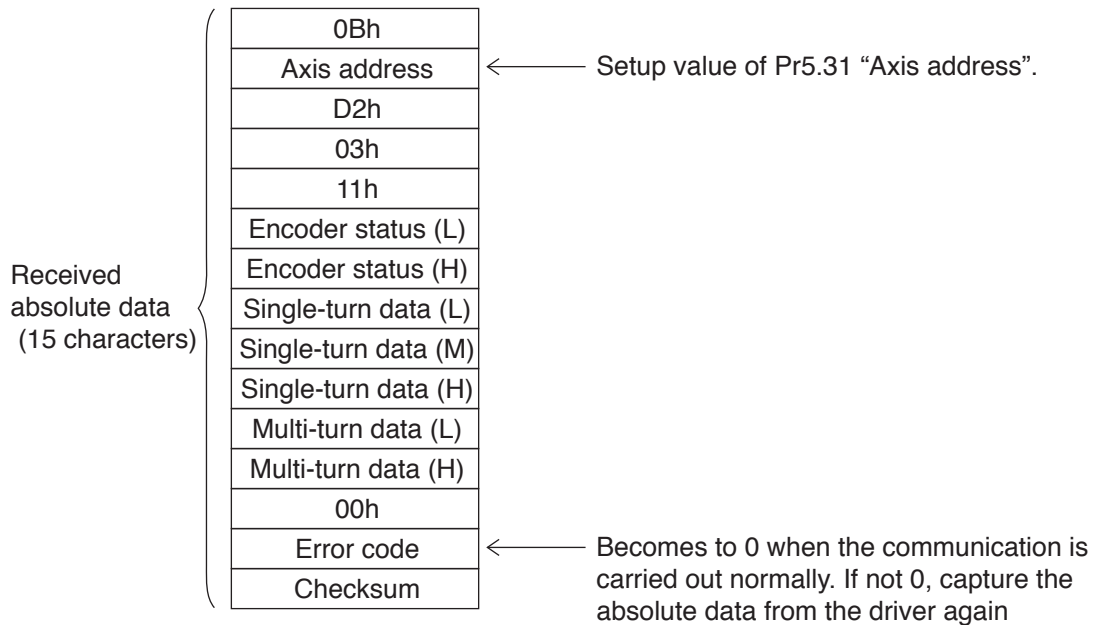 0Bh
Axis address
Setup value of Pr5.31 “Axis address”.
D2h
03h
11h
Encoder status (L)
Encoder status (H)
Received
absolute data
(15 characters)
Single-turn data (L)
Single-turn data (M)
Single-turn data (H)
Multi-turn data (L)
Multi-turn data (H)
00h
Error code
Becomes to 0 when the communication is
carried out normally. If not 0, capture the
absolute data from the driver again
Checksum